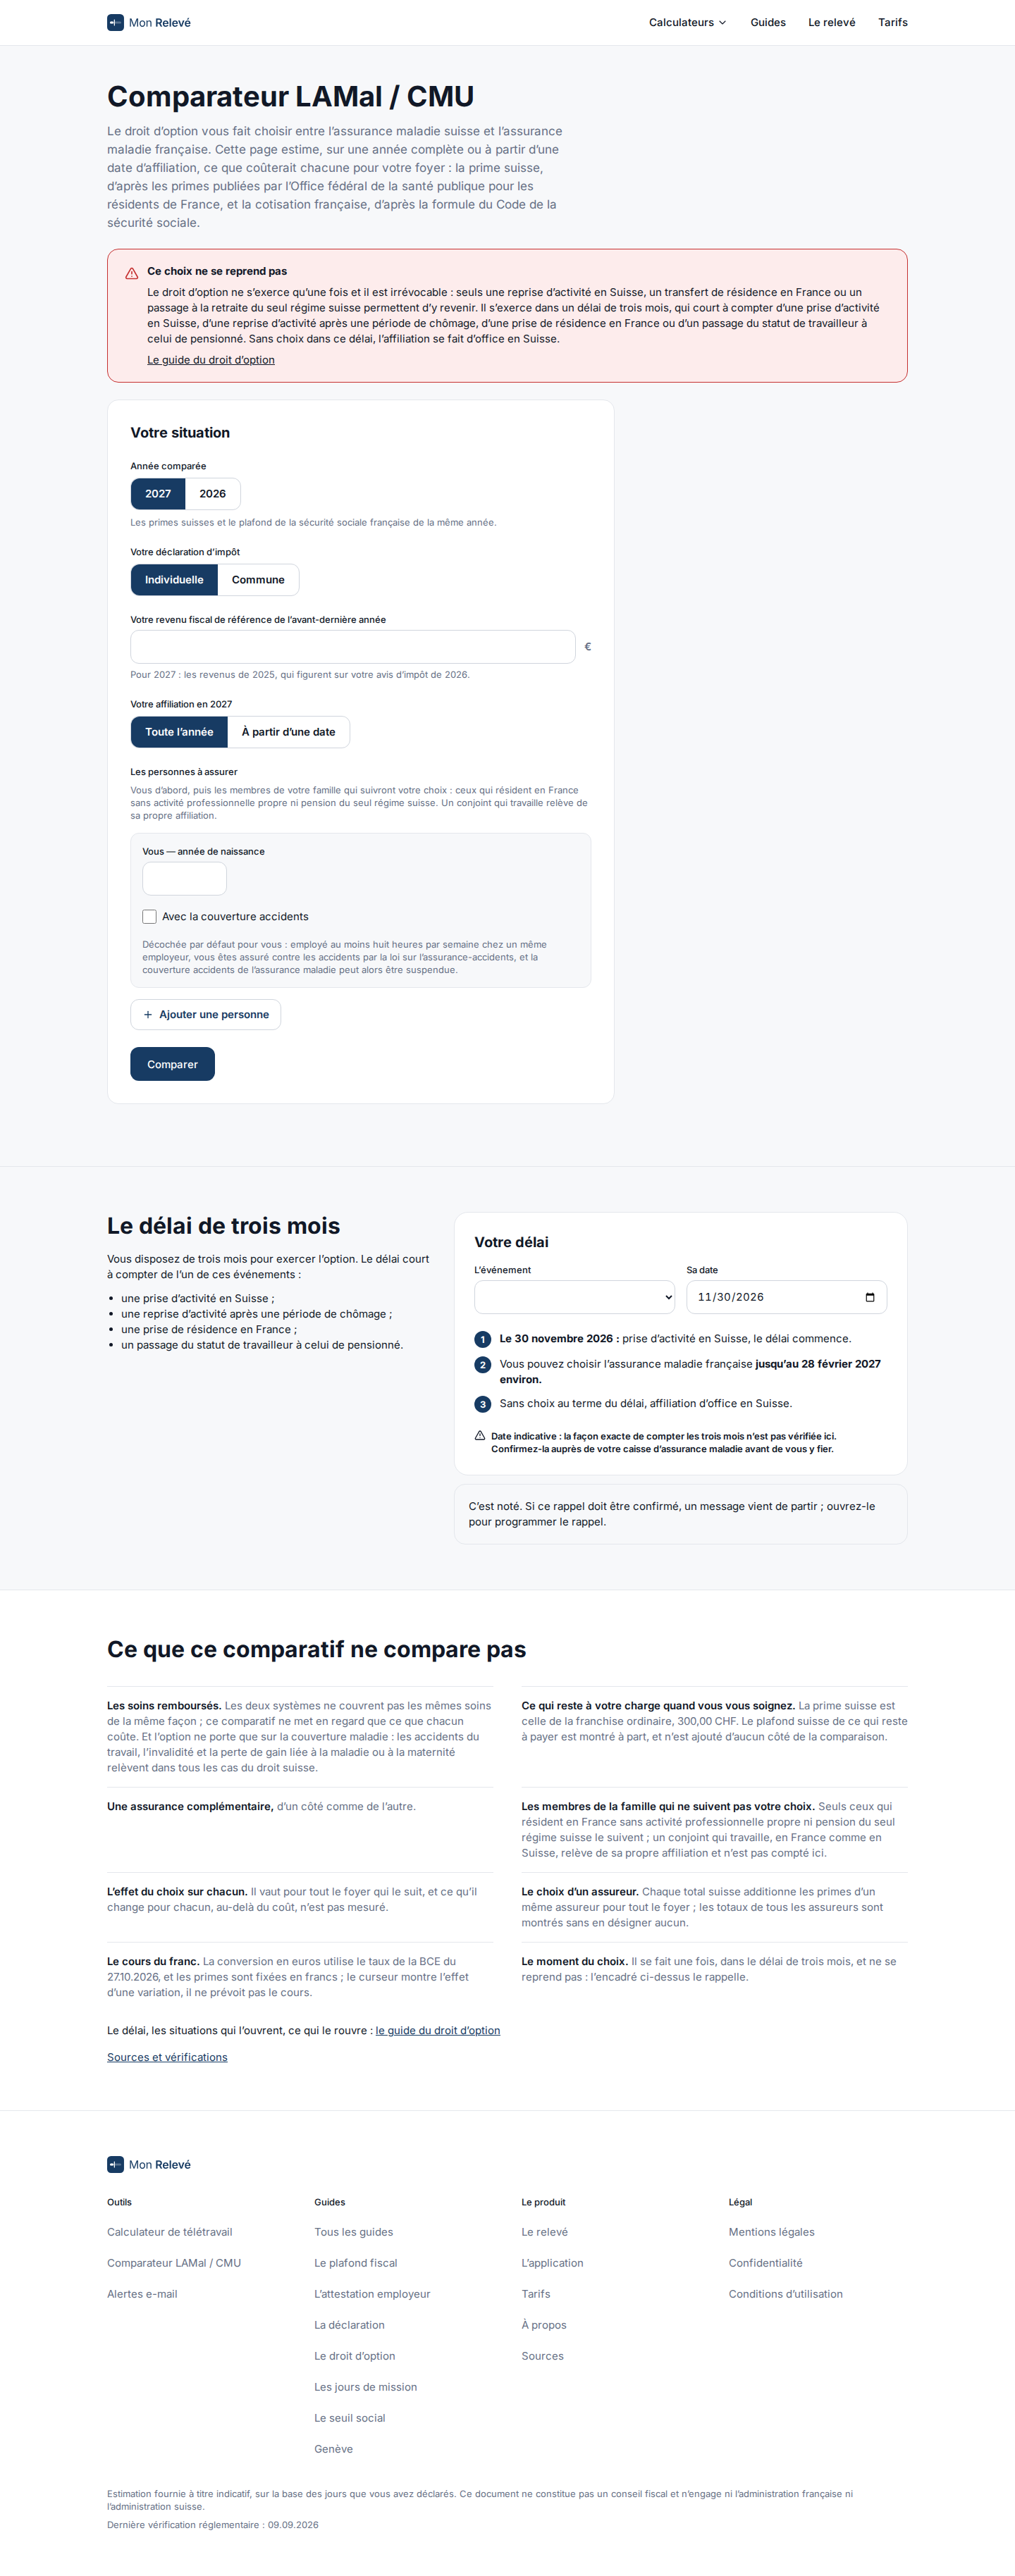 Mon Relevé
Calculateurs
Guides
Le relevé
Tarifs
Comparateur LAMal / CMU
Le droit d’option vous fait choisir entre l’assurance maladie suisse et l’assurance
maladie française. Cette page estime, sur une année complète ou à partir d’une
date d’affiliation, ce que coûterait chacune pour votre foyer : la prime suisse,
d’après les primes publiées par l’Office fédéral de la santé publique pour les
résidents de France, et la cotisation française, d’après la formule du Code de la
sécurité sociale.
Ce choix ne se reprend pas
Le droit d’option ne s’exerce qu’une fois et il est irrévocable : seuls une reprise d’activité en Suisse, un transfert de résidence en France ou un
passage à la retraite du seul régime suisse permettent d’y revenir. Il s’exerce dans un délai de trois mois, qui court à compter d’une prise d’activité
en Suisse, d’une reprise d’activité après une période de chômage, d’une prise de résidence en France ou d’un passage du statut de travailleur à
celui de pensionné. Sans choix dans ce délai, l’affiliation se fait d’office en Suisse.
Le guide du droit d’option
Votre situation
Année comparée
2027
2026
Les primes suisses et le plafond de la sécurité sociale française de la même année.
Votre déclaration d’impôt
Individuelle
Commune
Votre revenu fiscal de référence de l’avant-dernière année
€
Pour 2027 : les revenus de 2025, qui figurent sur votre avis d’impôt de 2026.
Votre affiliation en 2027
Toute l’année
À partir d’une date
Les personnes à assurer
Vous d’abord, puis les membres de votre famille qui suivront votre choix : ceux qui résident en France
sans activité professionnelle propre ni pension du seul régime suisse. Un conjoint qui travaille relève de
sa propre affiliation.
Vous — année de naissance
Avec la couverture accidents
Décochée par défaut pour vous : employé au moins huit heures par semaine chez un même
employeur, vous êtes assuré contre les accidents par la loi sur l’assurance-accidents, et la
couverture accidents de l’assurance maladie peut alors être suspendue.
+ Ajouter une personne
Comparer
Le délai de trois mois
Vous disposez de trois mois pour exercer l’option. Le délai court
à compter de l’un de ces événements :
• une prise d’activité en Suisse ;
• une reprise d’activité après une période de chômage ;
• une prise de résidence en France ;
• un passage du statut de travailleur à celui de pensionné.
Votre délai
L’événement
Sa date
11/30/2026
1 Le 30 novembre 2026 : prise d’activité en Suisse, le délai commence.
2 Vous pouvez choisir l’assurance maladie française jusqu’au 28 février 2027
environ.
3 Sans choix au terme du délai, affiliation d’office en Suisse.
Date indicative : la façon exacte de compter les trois mois n’est pas vérifiée ici.
Confirmez-la auprès de votre caisse d’assurance maladie avant de vous y fier.
C’est noté. Si ce rappel doit être confirmé, un message vient de partir ; ouvrez-le
pour programmer le rappel.
Ce que ce comparatif ne compare pas
Les soins remboursés. Les deux systèmes ne couvrent pas les mêmes soins
de la même façon ; ce comparatif ne met en regard que ce que chacun
coûte. Et l’option ne porte que sur la couverture maladie : les accidents du
travail, l’invalidité et la perte de gain liée à la maladie ou à la maternité
relèvent dans tous les cas du droit suisse.
Ce qui reste à votre charge quand vous vous soignez. La prime suisse est
celle de la franchise ordinaire, 300,00 CHF. Le plafond suisse de ce qui reste
à payer est montré à part, et n’est ajouté d’aucun côté de la comparaison.
Une assurance complémentaire, d’un côté comme de l’autre.
Les membres de la famille qui ne suivent pas votre choix. Seuls ceux qui
résident en France sans activité professionnelle propre ni pension du seul
régime suisse le suivent ; un conjoint qui travaille, en France comme en
Suisse, relève de sa propre affiliation et n’est pas compté ici.
L’effet du choix sur chacun. Il vaut pour tout le foyer qui le suit, et ce qu’il
change pour chacun, au-delà du coût, n’est pas mesuré.
Le choix d’un assureur. Chaque total suisse additionne les primes d’un
même assureur pour tout le foyer ; les totaux de tous les assureurs sont
montrés sans en désigner aucun.
Le cours du franc. La conversion en euros utilise le taux de la BCE du
27.10.2026, et les primes sont fixées en francs ; le curseur montre l’effet
d’une variation, il ne prévoit pas le cours.
Le moment du choix. Il se fait une fois, dans le délai de trois mois, et ne se
reprend pas : l’encadré ci-dessus le rappelle.
Le délai, les situations qui l’ouvrent, ce qui le rouvre : le guide du droit d’option
Sources et vérifications
Mon Relevé
Outils
Calculateur de télétravail
Comparateur LAMal / CMU
Alertes e-mail
Guides
Tous les guides
Le plafond fiscal
L’attestation employeur
La déclaration
Le droit d’option
Les jours de mission
Le seuil social
Genève
Le produit
Le relevé
L’application
Tarifs
À propos
Sources
Légal
Mentions légales
Confidentialité
Conditions d’utilisation
Estimation fournie à titre indicatif, sur la base des jours que vous avez déclarés. Ce document ne constitue pas un conseil fiscal et n’engage ni l’administration française ni
l’administration suisse.
Dernière vérification réglementaire : 09.09.2026